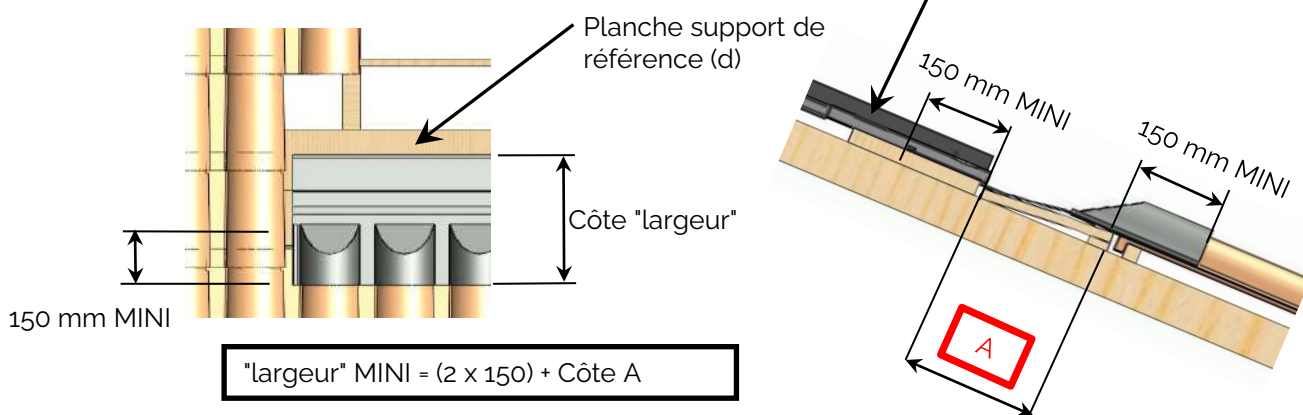 Planche support de
référence (d)
150 mm MINI
150 mm MINI
Côte "largeur"
150 mm MINI
A
"largeur" MINI = (2 x 150) + Côte A